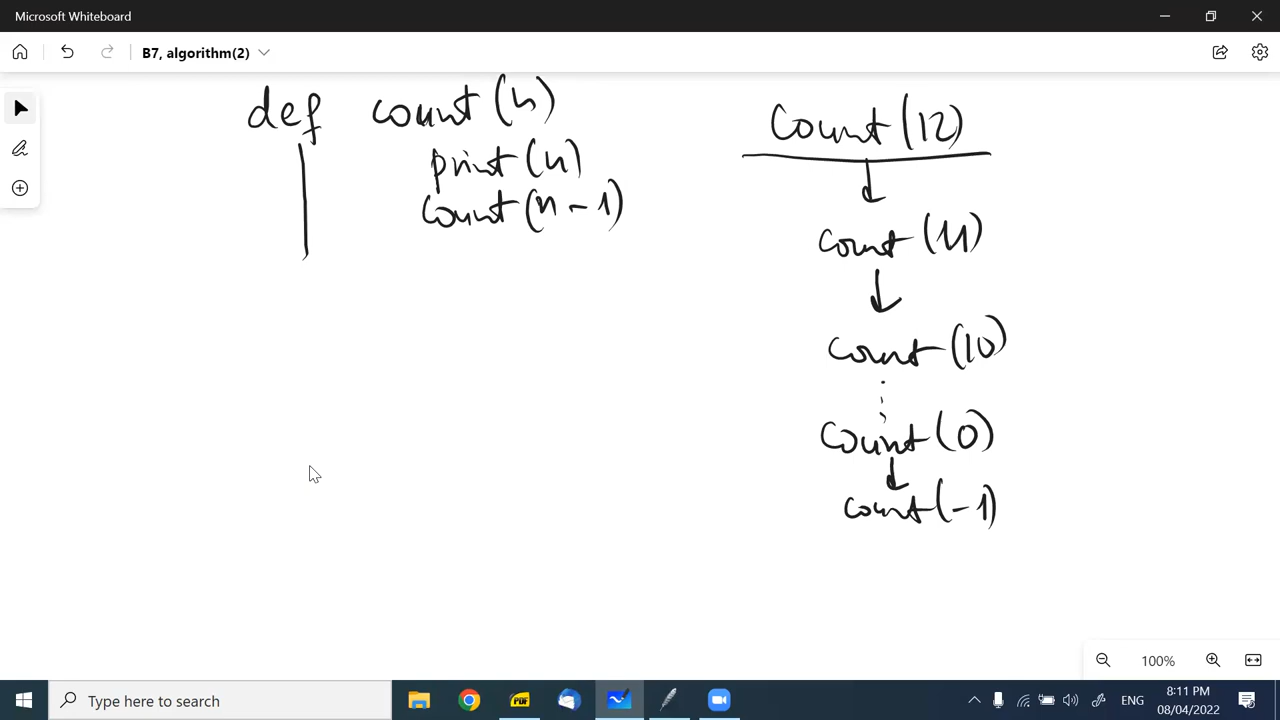 Microsoft Whiteboard
B7, algorithm(2)
def count(n)
print(n)
count(n-1)
Count(12)
count(11)
count(10)
count(0)
count(-1)
100%
Type here to search
PDF
ENG
8:11 PM
08/04/2022